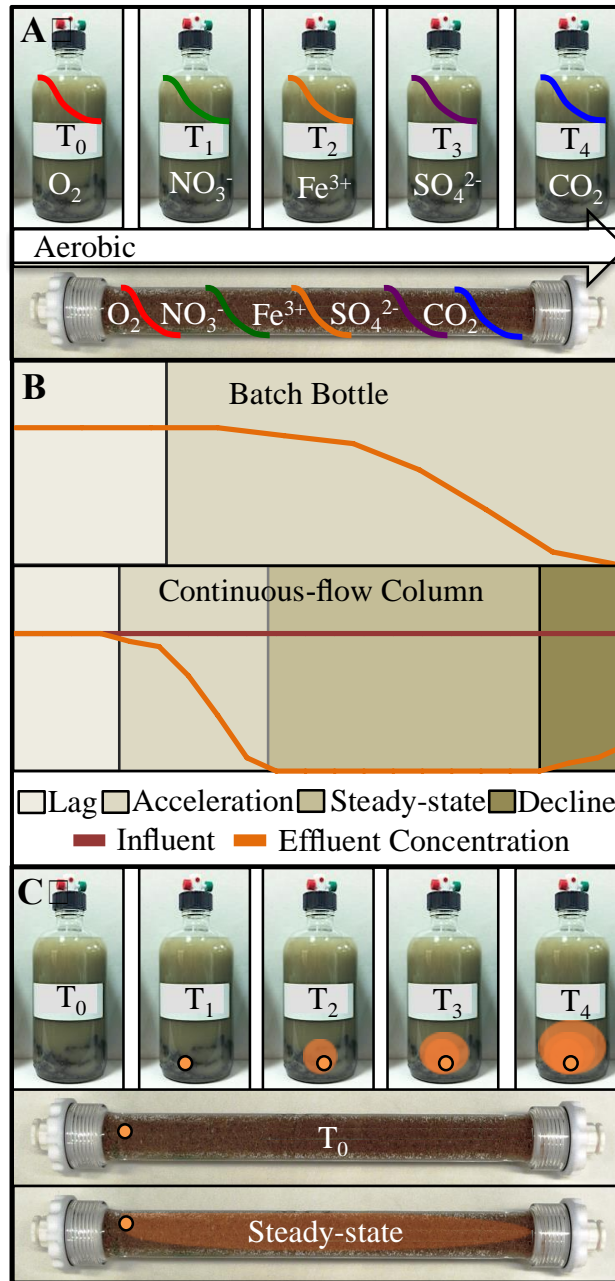 A
T₀ T₁ T₂ T₃ T₄
O₂ NO₃⁻ Fe³⁺ SO₄²⁻ CO₂
Aerobic
O₂ NO₃⁻ Fe³⁺ SO₄²⁻ CO₂
B
Batch Bottle
Continuous-flow Column
Lag Acceleration Steady-state Decline
Influent Effluent Concentration
C
T₀ T₁ T₂ T₃ T₄
T₀
Steady-state